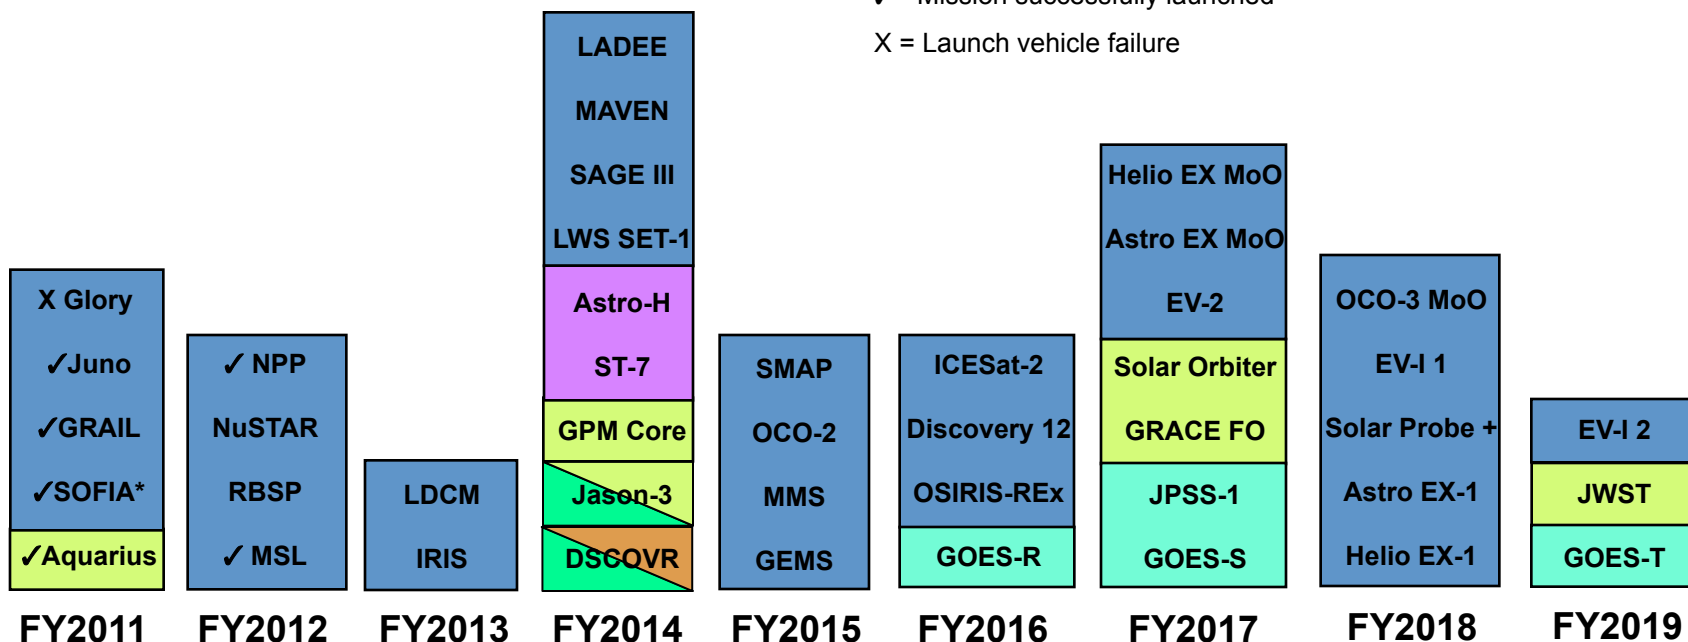 ✓ Mission successfully launched
X = Launch vehicle failure
LADEE
MAVEN
SAGE III
LWS SET-1
Astro-H
ST-7
GPM Core
Jason-3
DSCOVR
Helio EX MoO
Astro EX MoO
EV-2
Solar Orbiter
GRACE FO
JPSS-1
GOES-S
X Glory
✓Juno
✓GRAIL
✓SOFIA*
✓Aquarius
✓ NPP
NuSTAR
RBSP
✓ MSL
LDCM
IRIS
SMAP
OCO-2
MMS
GEMS
ICESat-2
Discovery 12
OSIRIS-REx
GOES-R
OCO-3 MoO
EV-I 1
Solar Probe +
Astro EX-1
Helio EX-1
EV-I 2
JWST
GOES-T
FY2011 FY2012 FY2013 FY2014 FY2015 FY2016 FY2017 FY2018 FY2019